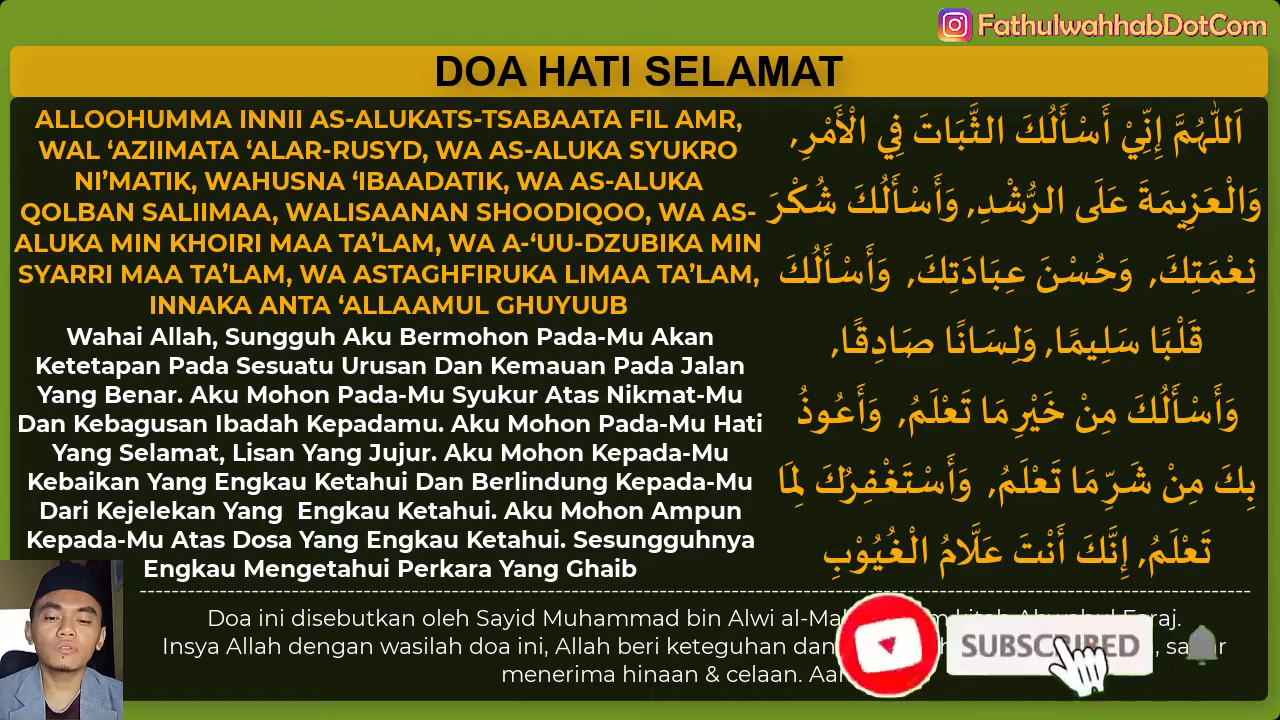 FathulwahhabDotCom
DOA HATI SELAMAT
ALLOOHUMMA INNII AS-ALUKATS-TSABAATA FIL AMR,
WAL ‘AZIIMATA ‘ALAR-RUSYD, WA AS-ALUKA SYUKRO
NI’MATIK, WAHUSNA ‘IBAADATIK, WA AS-ALUKA
QOLBAN SALIIMAA, WALISAANAN SHOODIQOO, WA AS-
ALUKA MIN KHOIRI MAA TA’LAM, WA A-‘UU-DZUBIKA MIN
SYARRI MAA TA’LAM, WA ASTAGHFIRUKA LIMAA TA’LAM,
INNAKA ANTA ‘ALLAAMUL GHUYUUB
Wahai Allah, Sungguh Aku Bermohon Pada-Mu Akan
Ketetapan Pada Sesuatu Urusan Dan Kemauan Pada Jalan
Yang Benar. Aku Mohon Pada-Mu Syukur Atas Nikmat-Mu
Dan Kebagusan Ibadah Kepadamu. Aku Mohon Pada-Mu Hati
Yang Selamat, Lisan Yang Jujur. Aku Mohon Kepada-Mu
Kebaikan Yang Engkau Ketahui Dan Berlindung Kepada-Mu
Dari Kejelekan Yang  Engkau Ketahui. Aku Mohon Ampun
Kepada-Mu Atas Dosa Yang Engkau Ketahui. Sesungguhnya
Engkau Mengetahui Perkara Yang Ghaib
اَللّٰهُمَّ إِنِّيْ أَسْأَلُكَ الثَّبَاتَ فِي الْأَمْرِ,
وَالْعَزِيمَةَ عَلَى الرُّشْدِ, وَأَسْأَلُكَ شُكْرَ
نِعْمَتِكَ, وَحُسْنَ عِبَادَتِكَ, وَأَسْأَلُكَ
قَلْبًا سَلِيمًا, وَلِسَانًا صَادِقًا,
وَأَسْأَلُكَ مِنْ خَيْرِ مَا تَعْلَمُ, وَأَعُوذُ
بِكَ مِنْ شَرِّ مَا تَعْلَمُ, وَأَسْتَغْفِرُكَ لِمَا
تَعْلَمُ, إِنَّكَ أَنْتَ عَلَّامُ الْغُيُوْبِ
Doa ini disebutkan oleh Sayid Muhammad bin Alwi
Insya Allah dengan wasilah doa ini, Allah beri keteguhan
menerima hinaan & celaan.
SUBSCRIBED